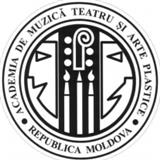 ACADEMIA DE MUZICĂ TEATRU ȘI ARTE PLASTICE
REPUBLICA MOLDOVA